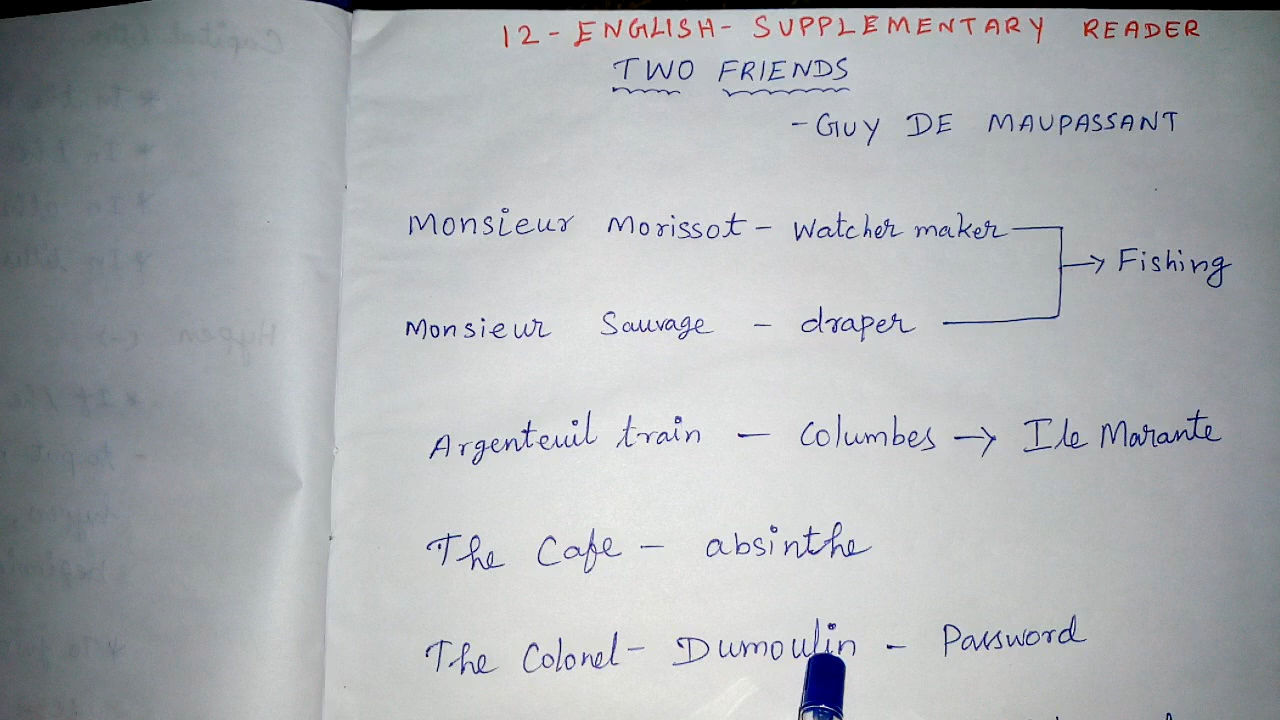 12 - ENGLISH - SUPPLEMENTARY READER
TWO FRIENDS
- GUY DE MAUPASSANT
Monsieur Morissot - Watcher maker
→ Fishing
Monsieur Sauvage - draper
Argenteuil train - Columbes → Ile Marante
The Cafe - absinthe
The Colonel - Dumoulin - Password